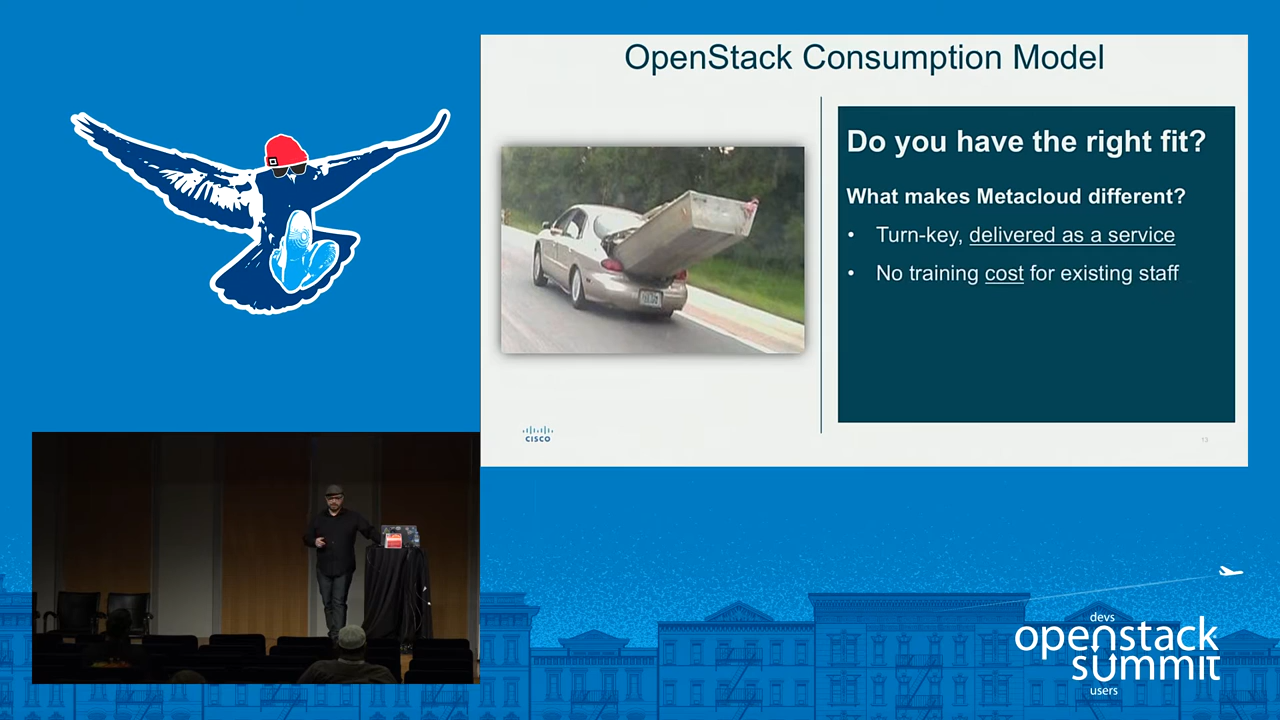 OpenStack Consumption Model
Do you have the right fit?
What makes Metacloud different?
• Turn-key, delivered as a service
• No training cost for existing staff
CISCO
13
devs
openstack
summit
users